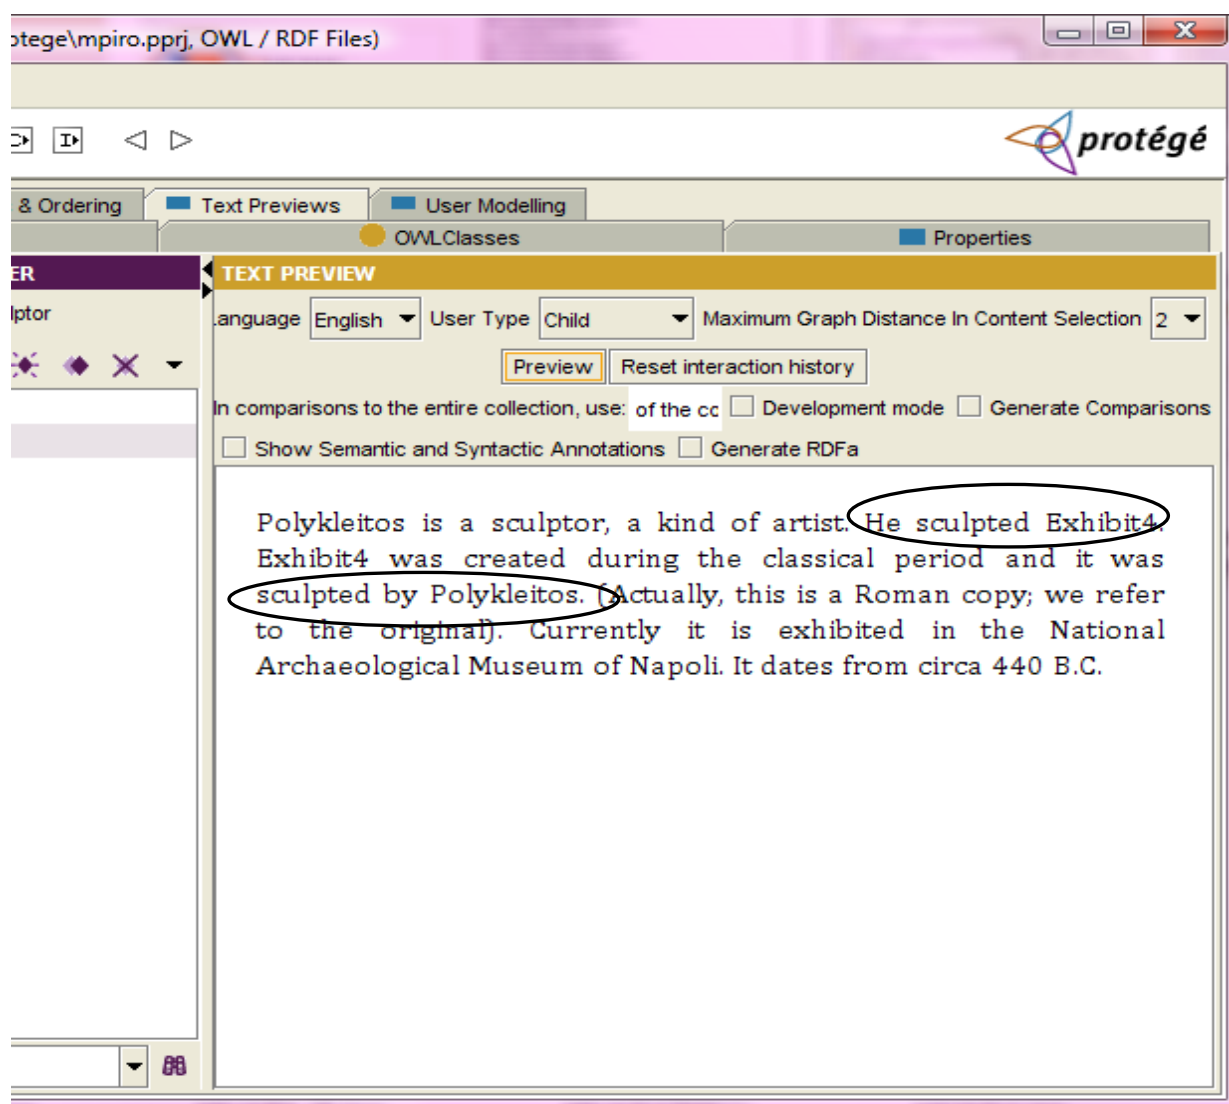 otege\mpiro.pprj, OWL / RDF Files)
protégé
& Ordering Text Previews User Modelling
OWLClasses Properties
ER TEXT PREVIEW
lptor
anguage English User Type Child Maximum Graph Distance In Content Selection 2
Preview Reset interaction history
In comparisons to the entire collection, use: of the cc Development mode Generate Comparisons
Show Semantic and Syntactic Annotations Generate RDFa
Polykleitos is a sculptor, a kind of artist. He sculpted Exhibit4.
Exhibit4 was created during the classical period and it was
sculpted by Polykleitos. (Actually, this is a Roman copy; we refer
to the original). Currently it is exhibited in the National
Archaeological Museum of Napoli. It dates from circa 440 B.C.